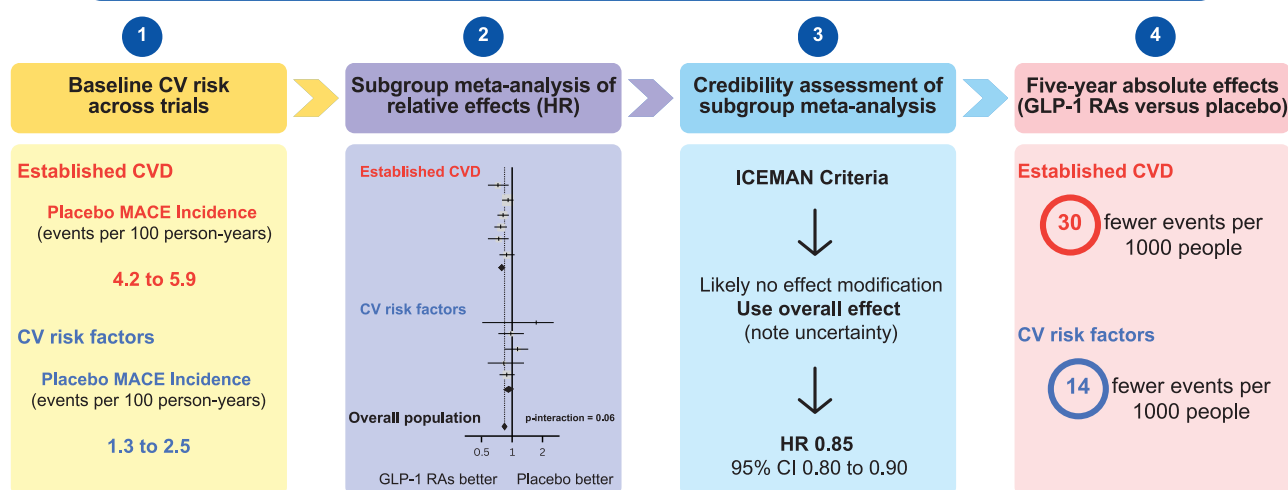 1
Baseline CV risk
across trials
Established CVD
Placebo MACE Incidence
(events per 100 person-years)
4.2 to 5.9
CV risk factors
Placebo MACE Incidence
(events per 100 person-years)
1.3 to 2.5
2
Subgroup meta-analysis of
relative effects (HR)
Established CVD
CV risk factors
Overall population
p-interaction = 0.06
0.5 1 2
GLP-1 RAs better Placebo better
3
Credibility assessment of
subgroup meta-analysis
ICEMAN Criteria
Likely no effect modification
Use overall effect
(note uncertainty)
HR 0.85
95% CI 0.80 to 0.90
4
Five-year absolute effects
(GLP-1 RAs versus placebo)
Established CVD
30 fewer events per
1000 people
CV risk factors
14 fewer events per
1000 people